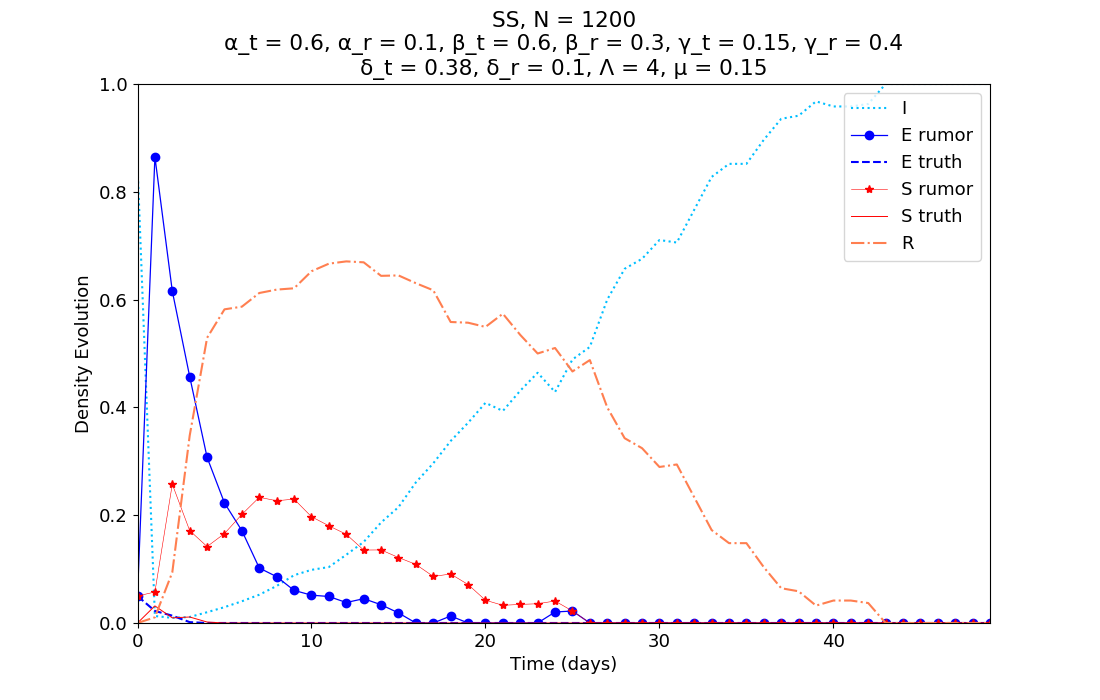 SS, N = 1200
α_t = 0.6, α_r = 0.1, β_t = 0.6, β_r = 0.3, γ_t = 0.15, γ_r = 0.4
δ_t = 0.38, δ_r = 0.1, Λ = 4, μ = 0.15
1.0
0.8
0.6
0.4
0.2
0.0
Density Evolution
I
E rumor
E truth
S rumor
S truth
R
0
10
20
30
40
Time (days)